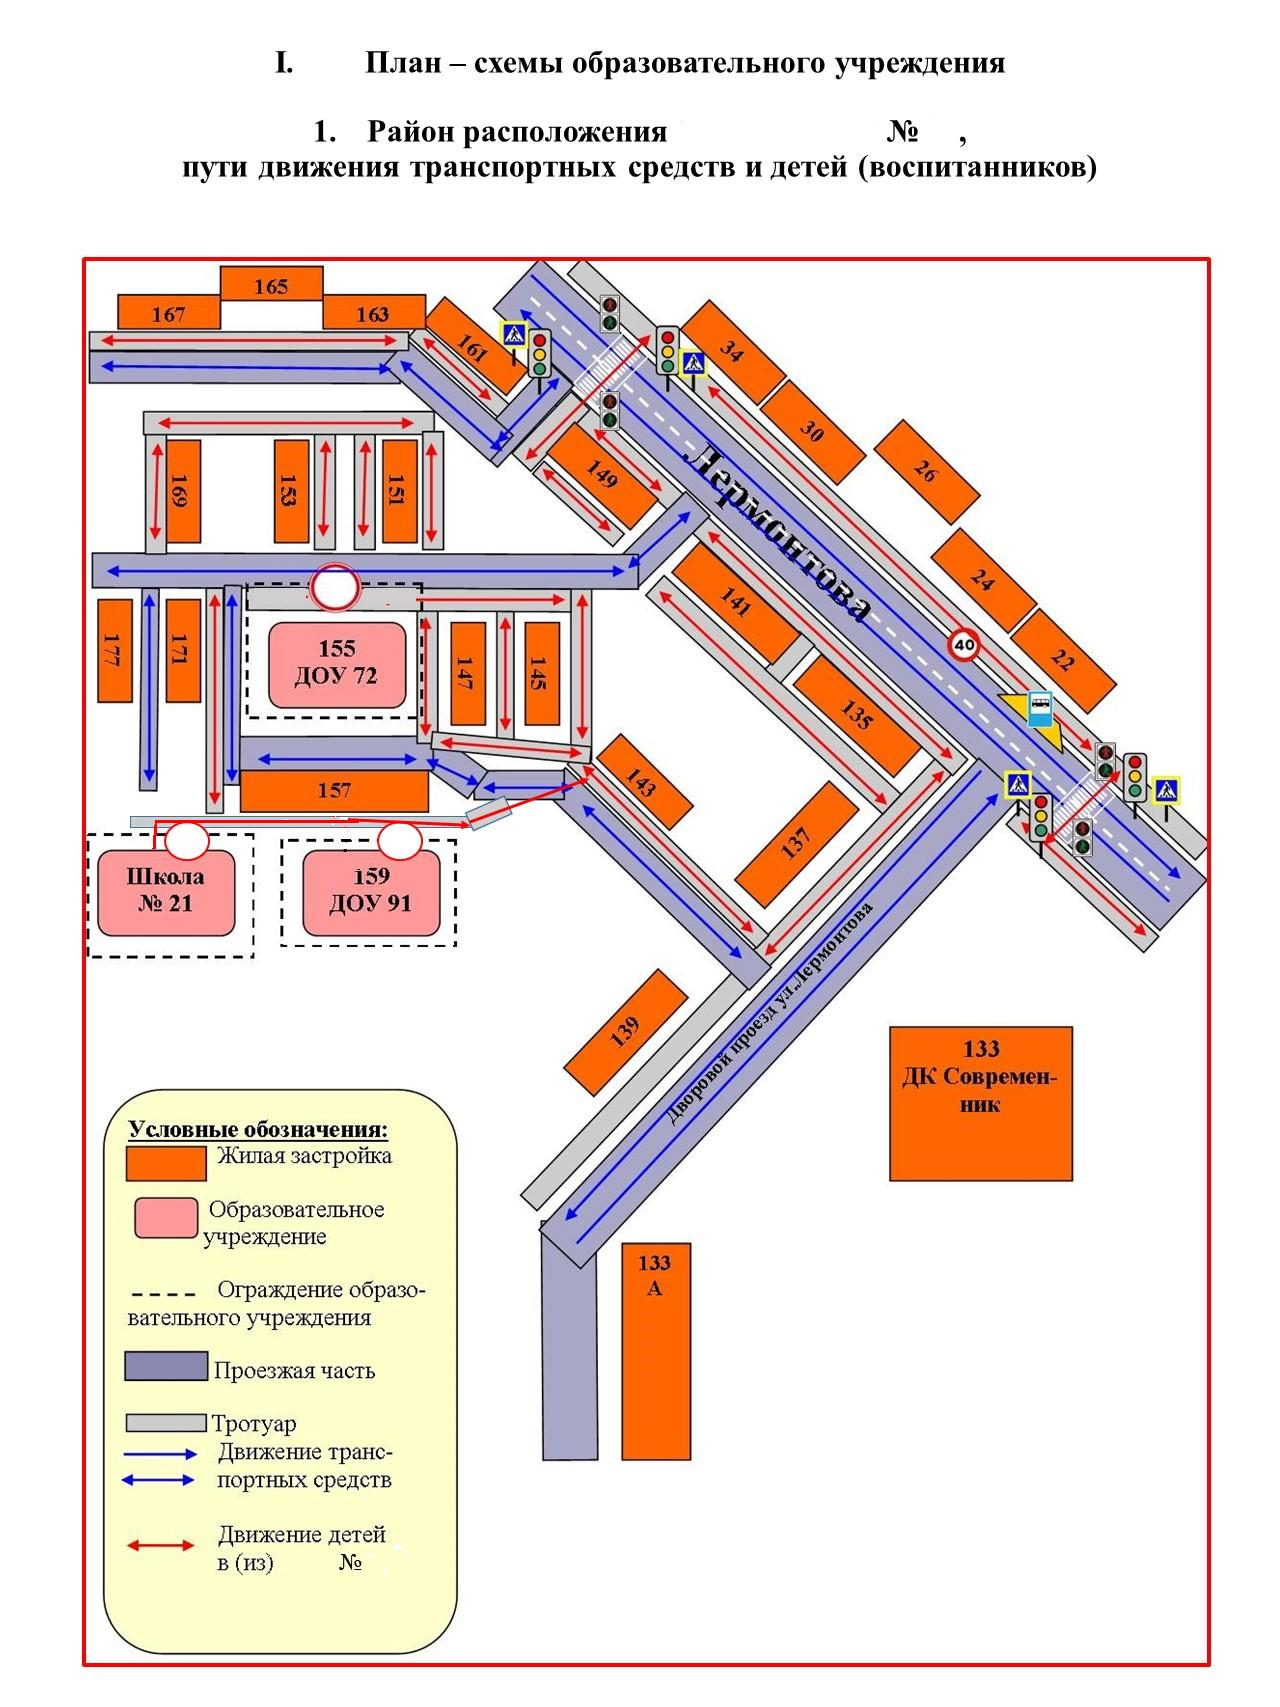 I. План – схемы образовательного учреждения
1. Район расположения № ,
пути движения транспортных средств и детей (воспитанников)
165
167
163
161
34
30
26
24
22
149
Лермонтова
169
153
151
141
135
40
177
171
155
ДОУ 72
147
145
143
137
157
Школа
№ 21
159
ДОУ 91
139
Дворовой проезд ул.Лермонтова
133
ДК Современ-
ник
133
А
Условные обозначения:
Жилая застройка
Образовательное
учреждение
Ограждение образо-
вательного учреждения
Проезжая часть
Тротуар
Движение транс-
портных средств
Движение детей
в (из) №